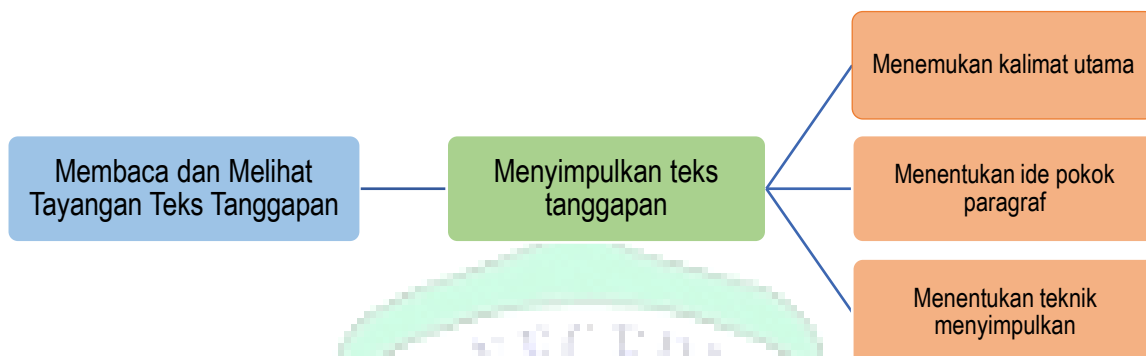 Membaca dan Melihat
Tayangan Teks Tanggapan
Menyimpulkan teks
tanggapan
Menemukan kalimat utama
Menentukan ide pokok
paragraf
Menentukan teknik
menyimpulkan